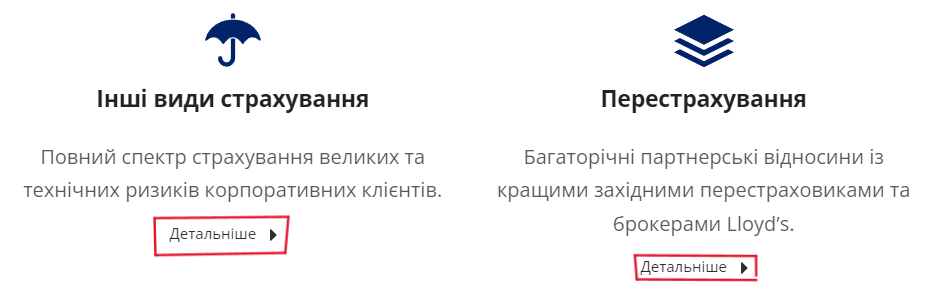 Інші види страхування
Повний спектр страхування великих та
технічних ризиків корпоративних клієнтів.
Детальніше
Перестрахування
Багаторічні партнерські відносини із
кращими західними перестраховиками та
брокерами Lloyd’s.
Детальніше